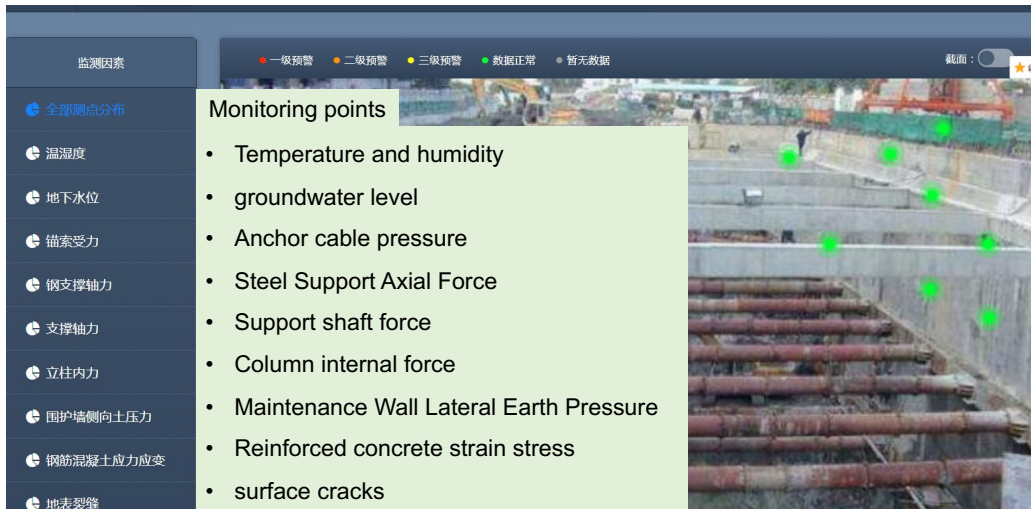 监测因素
一级预警 二级预警 三级预警 数据正常 暂无数据
截面：
全部测点分布
Monitoring points
温湿度
• Temperature and humidity
地下水位
• groundwater level
锚索受力
• Anchor cable pressure
钢支撑轴力
• Steel Support Axial Force
支撑轴力
• Support shaft force
立柱内力
• Column internal force
围护墙侧向土压力
• Maintenance Wall Lateral Earth Pressure
钢筋混凝土应力应变
• Reinforced concrete strain stress
地表裂缝
• surface cracks